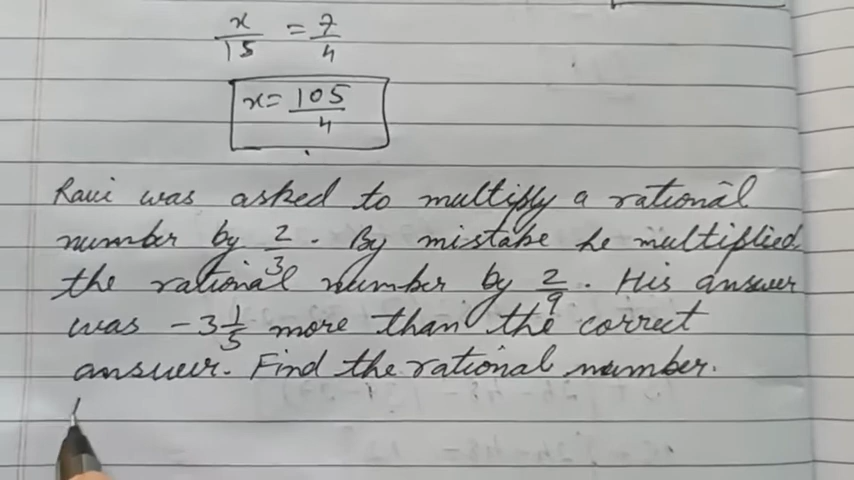 x/15 = 7/4
x = 105/4
Ravi was asked to multiply a rational
number by 2/3. By mistake he multiplied
the rational number by 2/9. His answer
was -3 1/5 more than the correct
answer. Find the rational number.